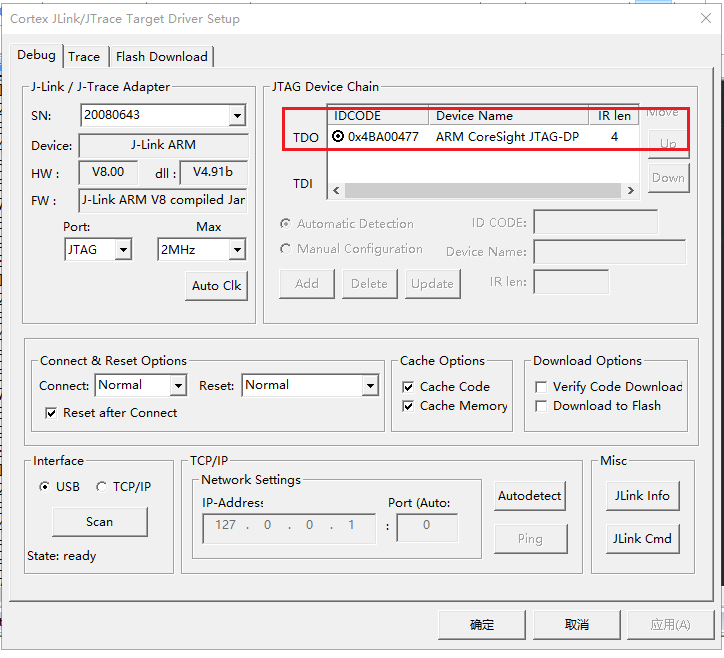 Cortex JLink/JTrace Target Driver Setup
Debug Trace Flash Download
J-Link / J-Trace Adapter
SN: 20080643
Device: J-Link ARM
HW : V8.00 dll : V4.91b
FW : J-Link ARM V8 compiled Jar
Port: Max
JTAG 2MHz
Auto Clk
JTAG Device Chain
IDCODE Device Name IR len Move
TDO 0x4BA00477 ARM CoreSight JTAG-DP 4 Up
TDI Down
Automatic Detection ID CODE:
Manual Configuration Device Name:
Add Delete Update IR len:
Connect & Reset Options
Connect: Normal Reset: Normal
Reset after Connect
Cache Options
Cache Code
Cache Memory
Download Options
Verify Code Download
Download to Flash
Interface
USB TCP/IP
Scan
State: ready
TCP/IP
Network Settings
IP-Address Port (Auto:
127 . 0 . 0 . 1 : 0
Autodetect
Ping
Misc
JLink Info
JLink Cmd
确定 取消 应用(A)